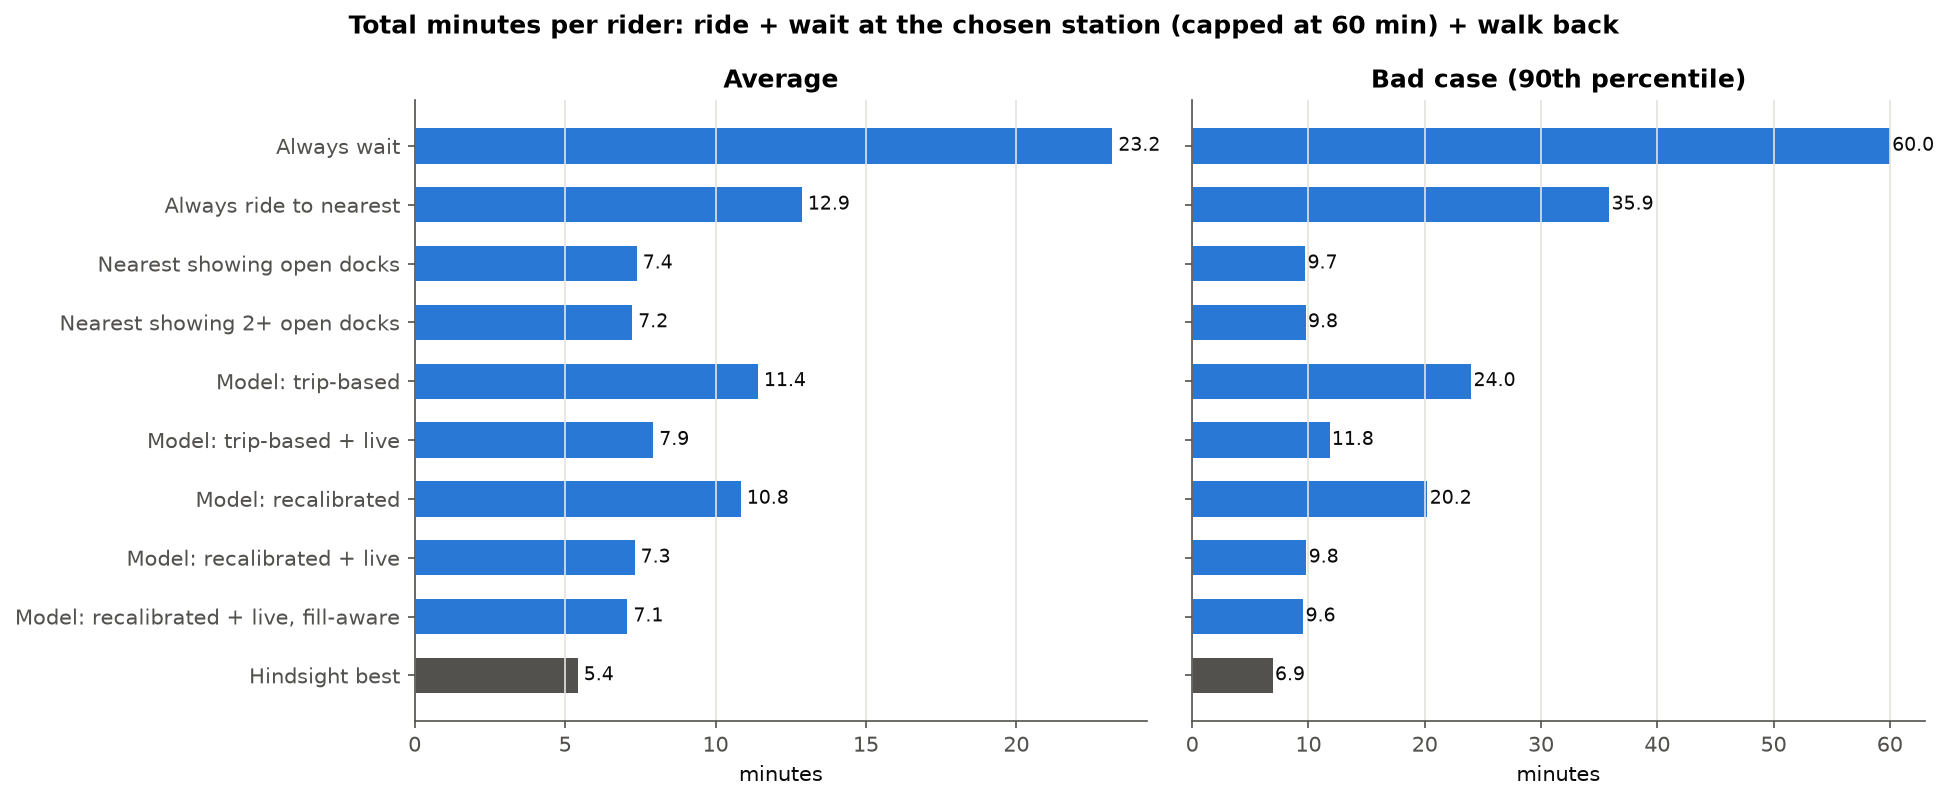 Total minutes per rider: ride + wait at the chosen station (capped at 60 min) + walk back
Average
Always wait 23.2
Always ride to nearest 12.9
Nearest showing open docks 7.4
Nearest showing 2+ open docks 7.2
Model: trip-based 11.4
Model: trip-based + live 7.9
Model: recalibrated 10.8
Model: recalibrated + live 7.3
Model: recalibrated + live, fill-aware 7.1
Hindsight best 5.4
0 5 10 15 20
minutes
Bad case (90th percentile)
60.0
35.9
9.7
9.8
24.0
11.8
20.2
9.8
9.6
6.9
0 10 20 30 40 50 60
minutes